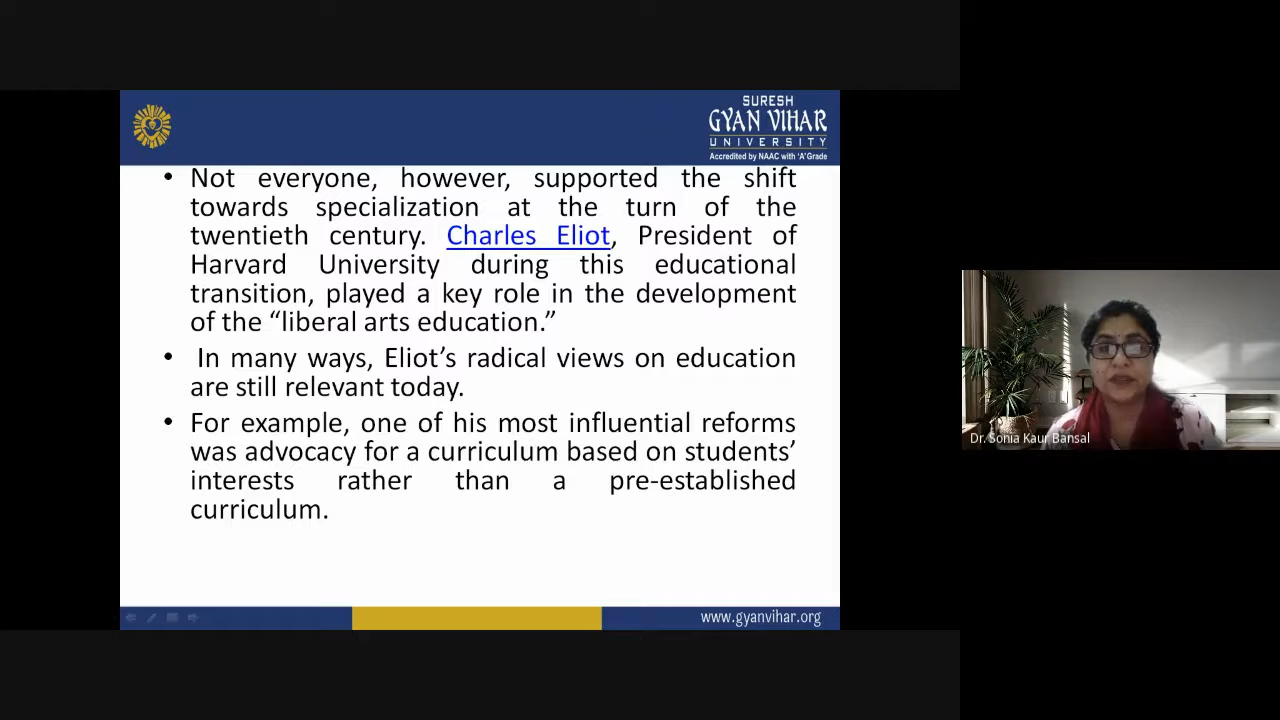 SURESH
GYAN VIHAR
UNIVERSITY
Accredited by NAAC with 'A' Grade
• Not everyone, however, supported the shift
towards specialization at the turn of the
twentieth century. Charles Eliot, President of
Harvard University during this educational
transition, played a key role in the development
of the “liberal arts education.”
• In many ways, Eliot’s radical views on education
are still relevant today.
• For example, one of his most influential reforms
was advocacy for a curriculum based on students’
interests rather than a pre-established
curriculum.
www.gyanvihar.org
Dr. Sonia Kaur Bansal